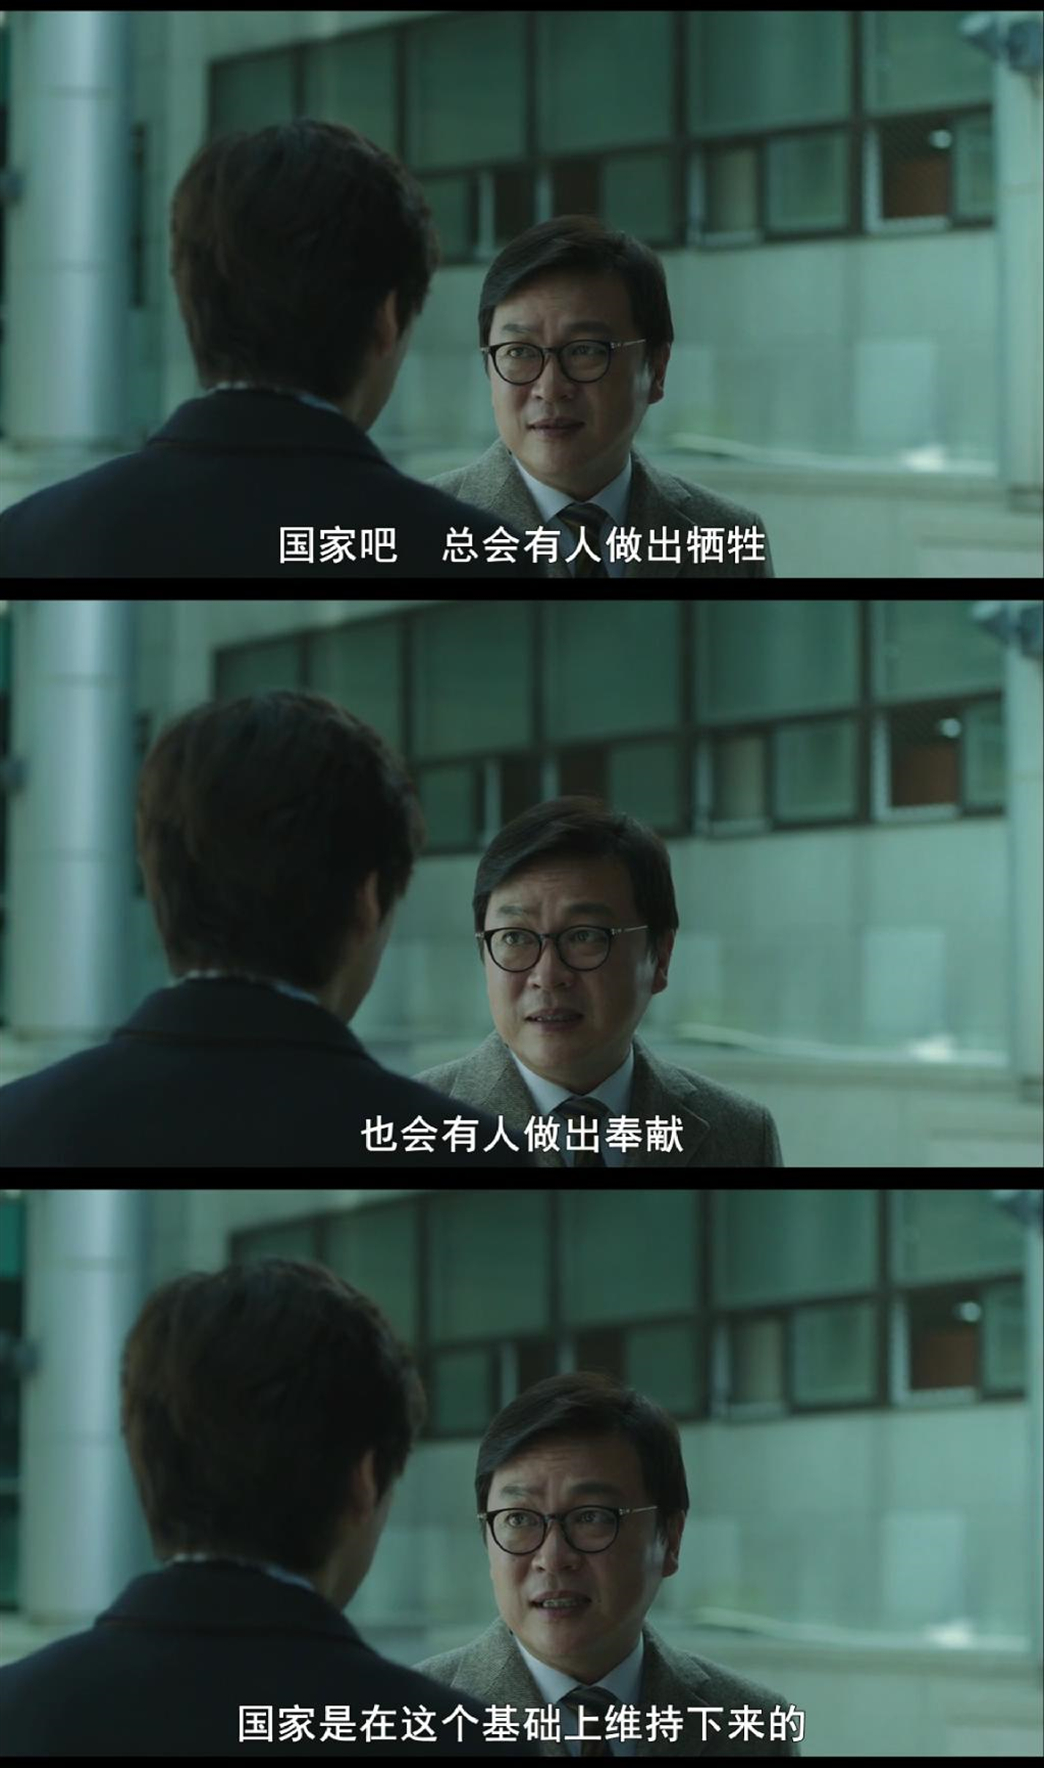 国家吧 总会有人做出牺牲
也会有人做出奉献
国家是在这个基础上维持下来的